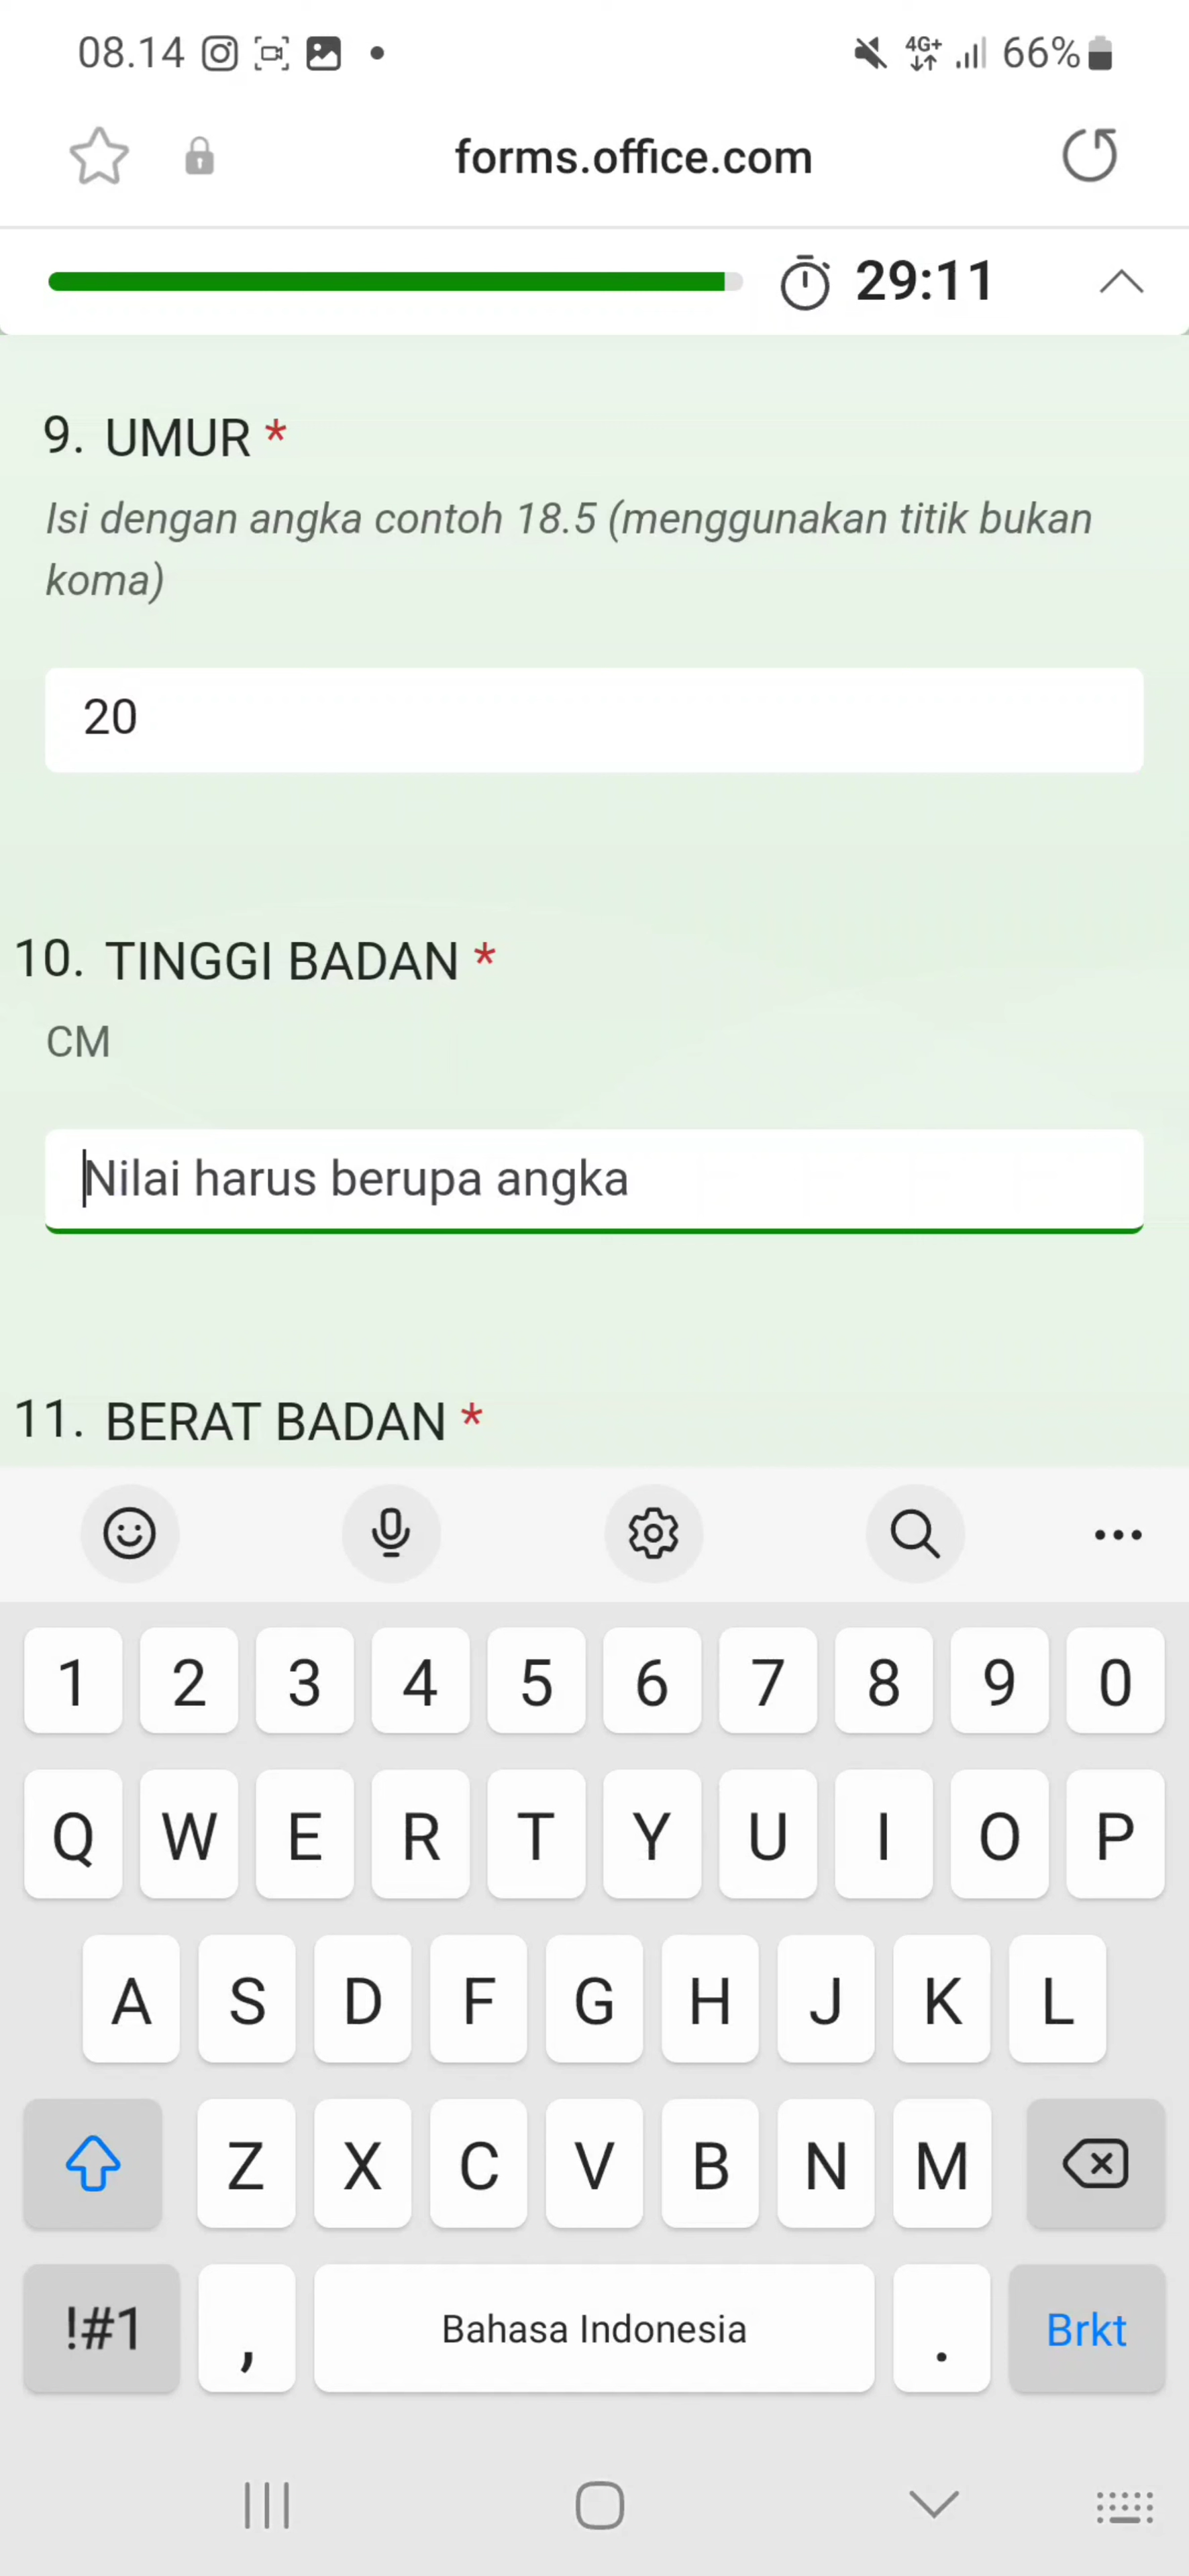 08.14
4G+
66%
forms.office.com
29:11
9. UMUR *
Isi dengan angka contoh 18.5 (menggunakan titik bukan
koma)
20
10. TINGGI BADAN *
CM
Nilai harus berupa angka
11. BERAT BADAN *
1 2 3 4 5 6 7 8 9 0
Q W E R T Y U I O P
A S D F G H J K L
Z X C V B N M
!#1 , Bahasa Indonesia . Brkt